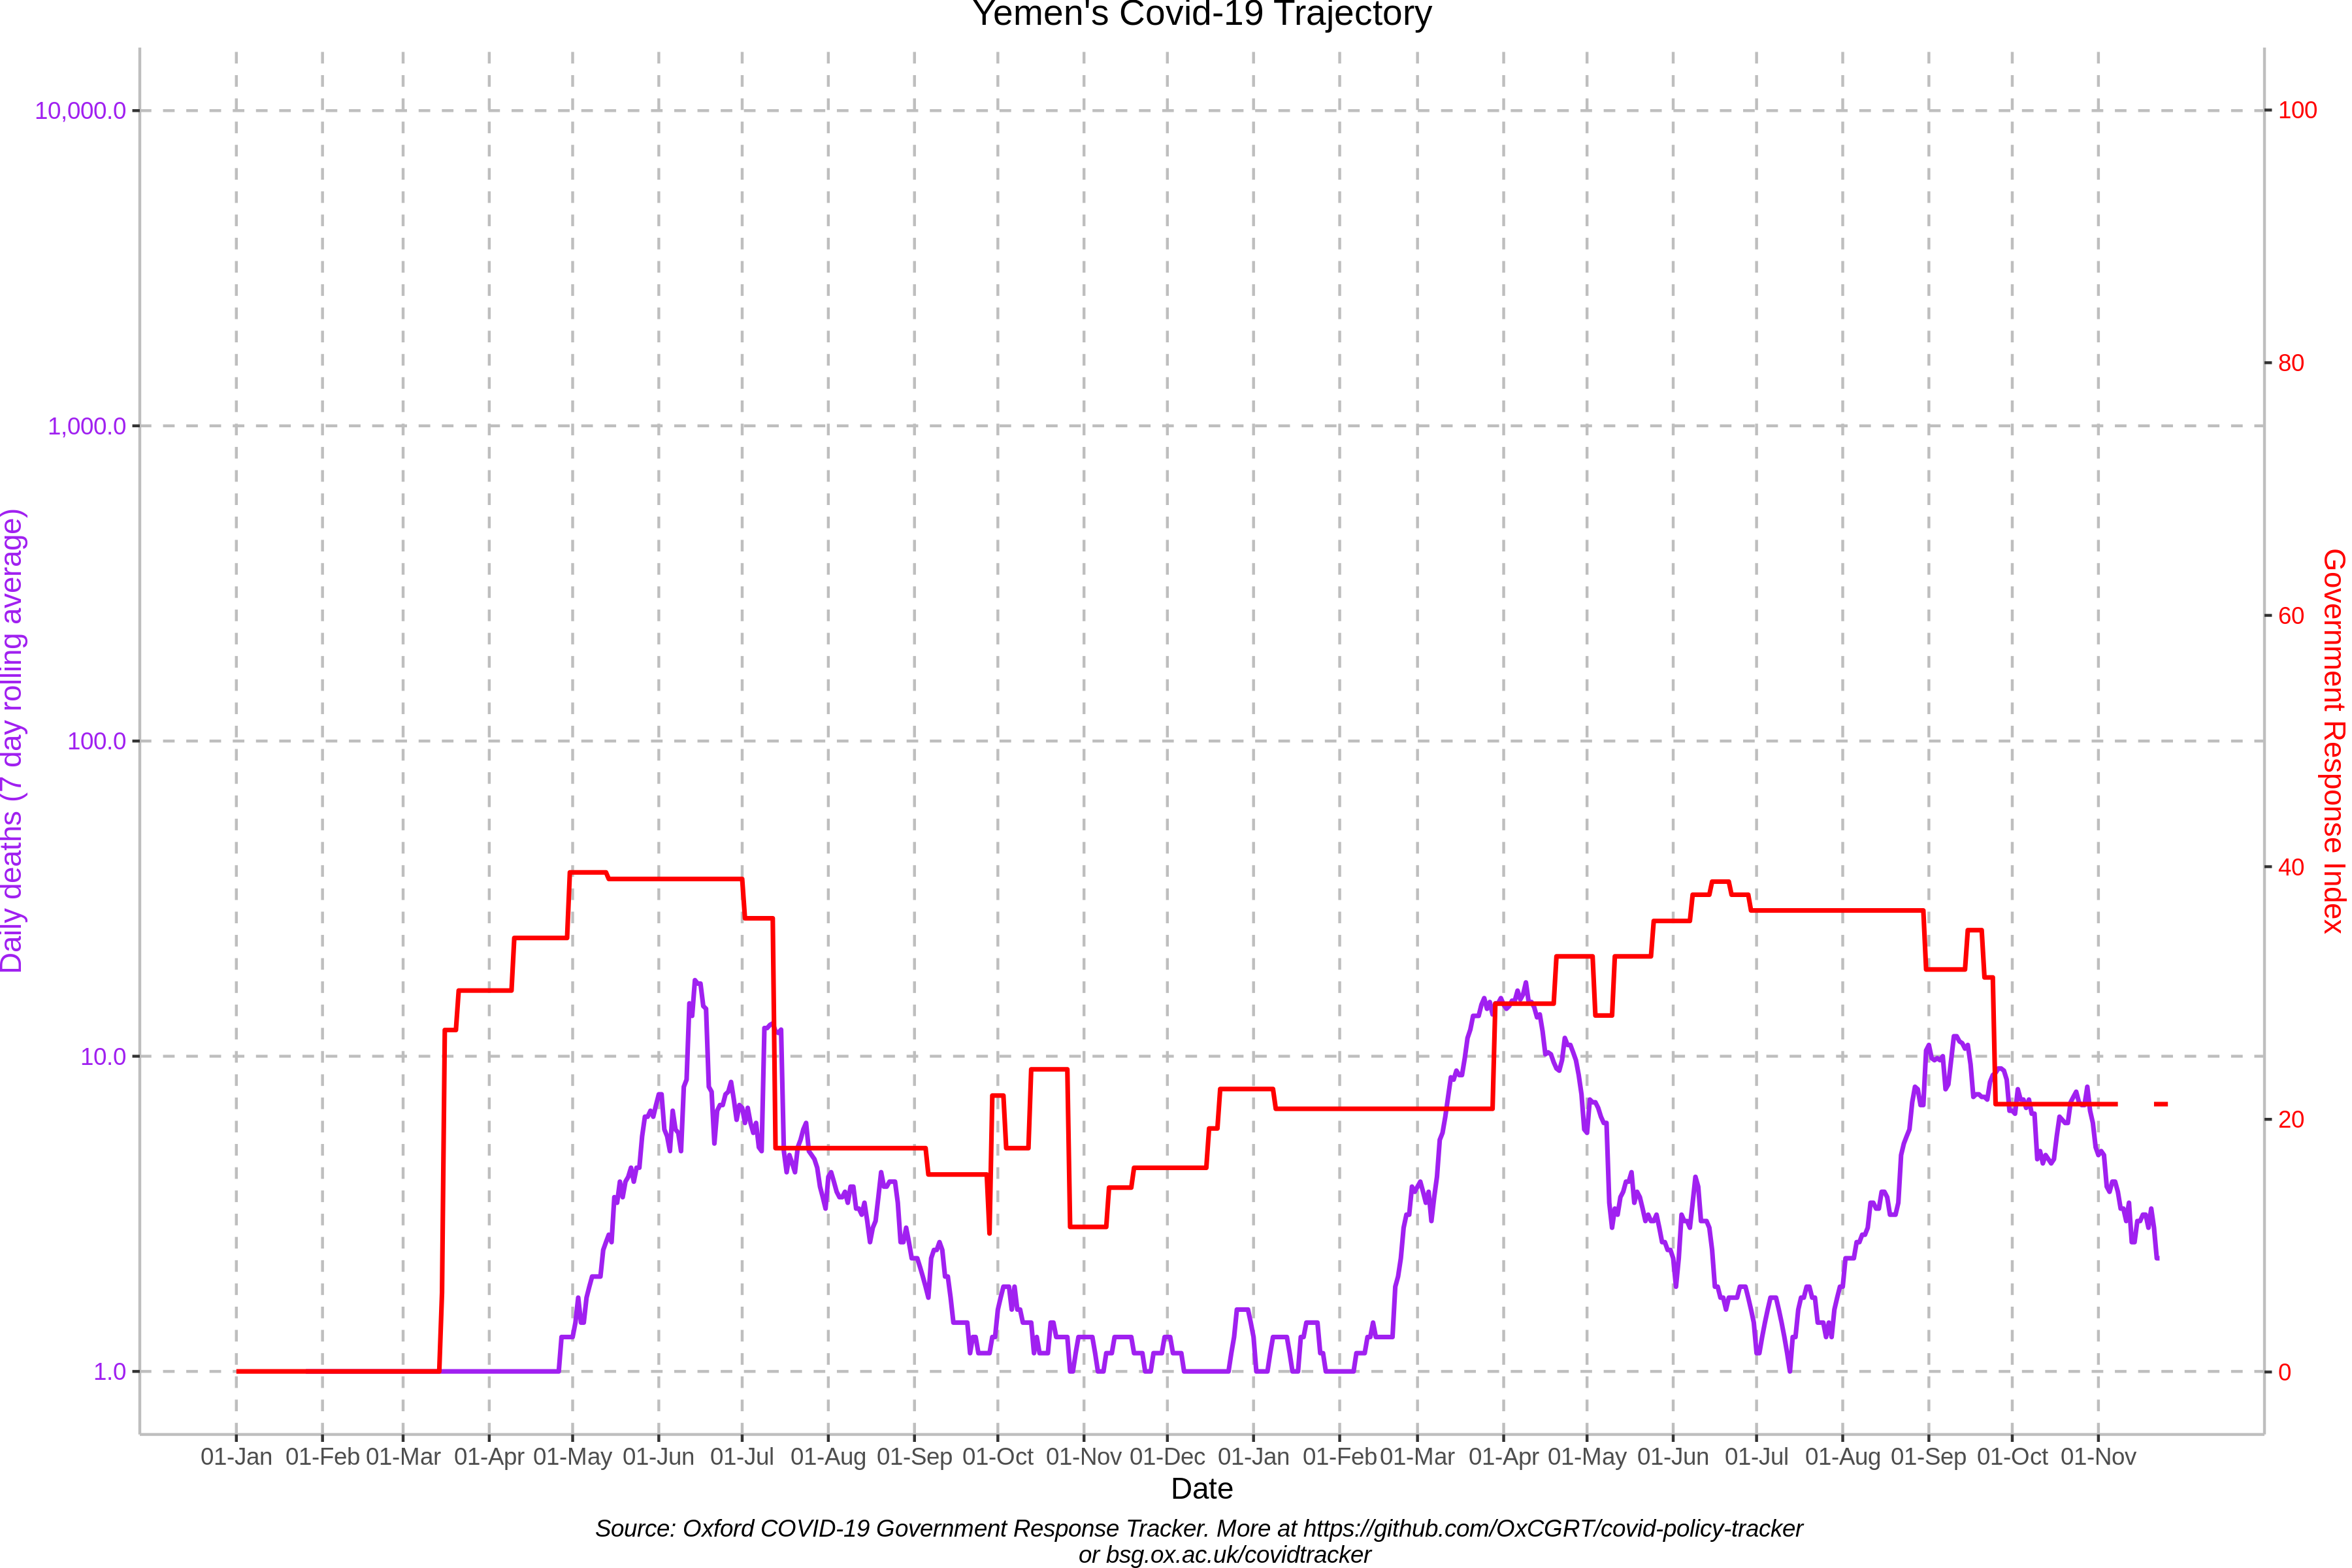 Yemen's Covid-19 Trajectory
10,000.0
1,000.0
100.0
10.0
1.0
Daily deaths (7 day rolling average)
100
80
60
40
20
0
Government Response Index
01-Jan 01-Feb 01-Mar 01-Apr 01-May 01-Jun 01-Jul 01-Aug 01-Sep 01-Oct 01-Nov 01-Dec 01-Jan 01-Feb 01-Mar 01-Apr 01-May 01-Jun 01-Jul 01-Aug 01-Sep 01-Oct 01-Nov
Date
Source: Oxford COVID-19 Government Response Tracker. More at https://github.com/OxCGRT/covid-policy-tracker
or bsg.ox.ac.uk/covidtracker